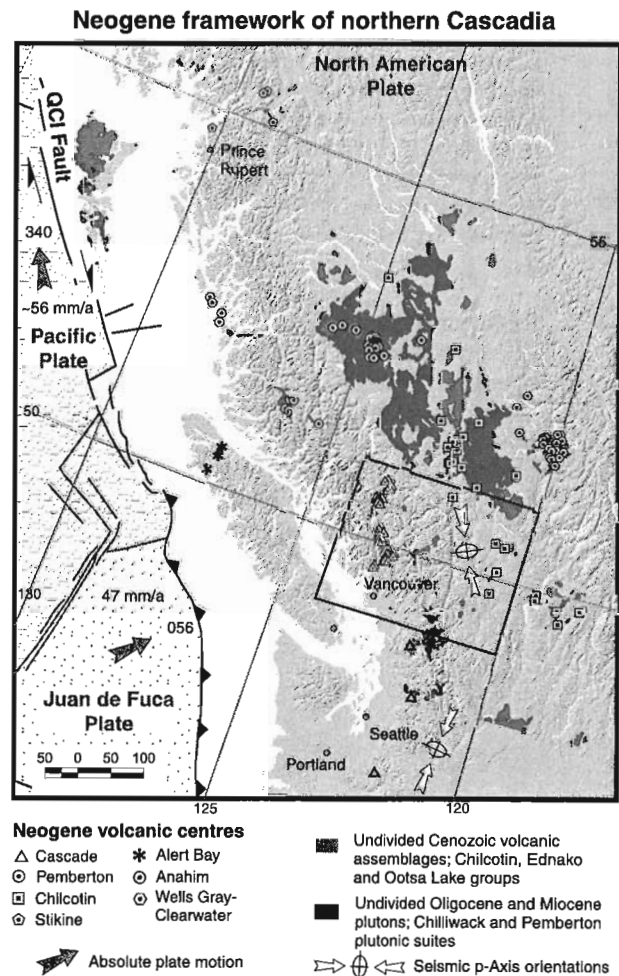 Neogene framework of northern Cascadia
North American
Plate
QCI Fault
Prince
Rupert
340
55
~56 mm/a
Pacific
Plate
50
Vancouver
130
47 mm/a
056
Juan de Fuca
Plate
Seattle
Portland
50 0 50 100
125
120
Neogene volcanic centres
Cascade
Pemberton
Chilcotin
Stikine
Alert Bay
Anahim
Wells Gray-
Clearwater
Absolute plate motion
Undivided Cenozoic volcanic
assemblages; Chilcotin, Ednako
and Ootsa Lake groups
Undivided Oligocene and Miocene
plutons; Chilliwack and Pemberton
plutonic suites
Seismic p-Axis orientations